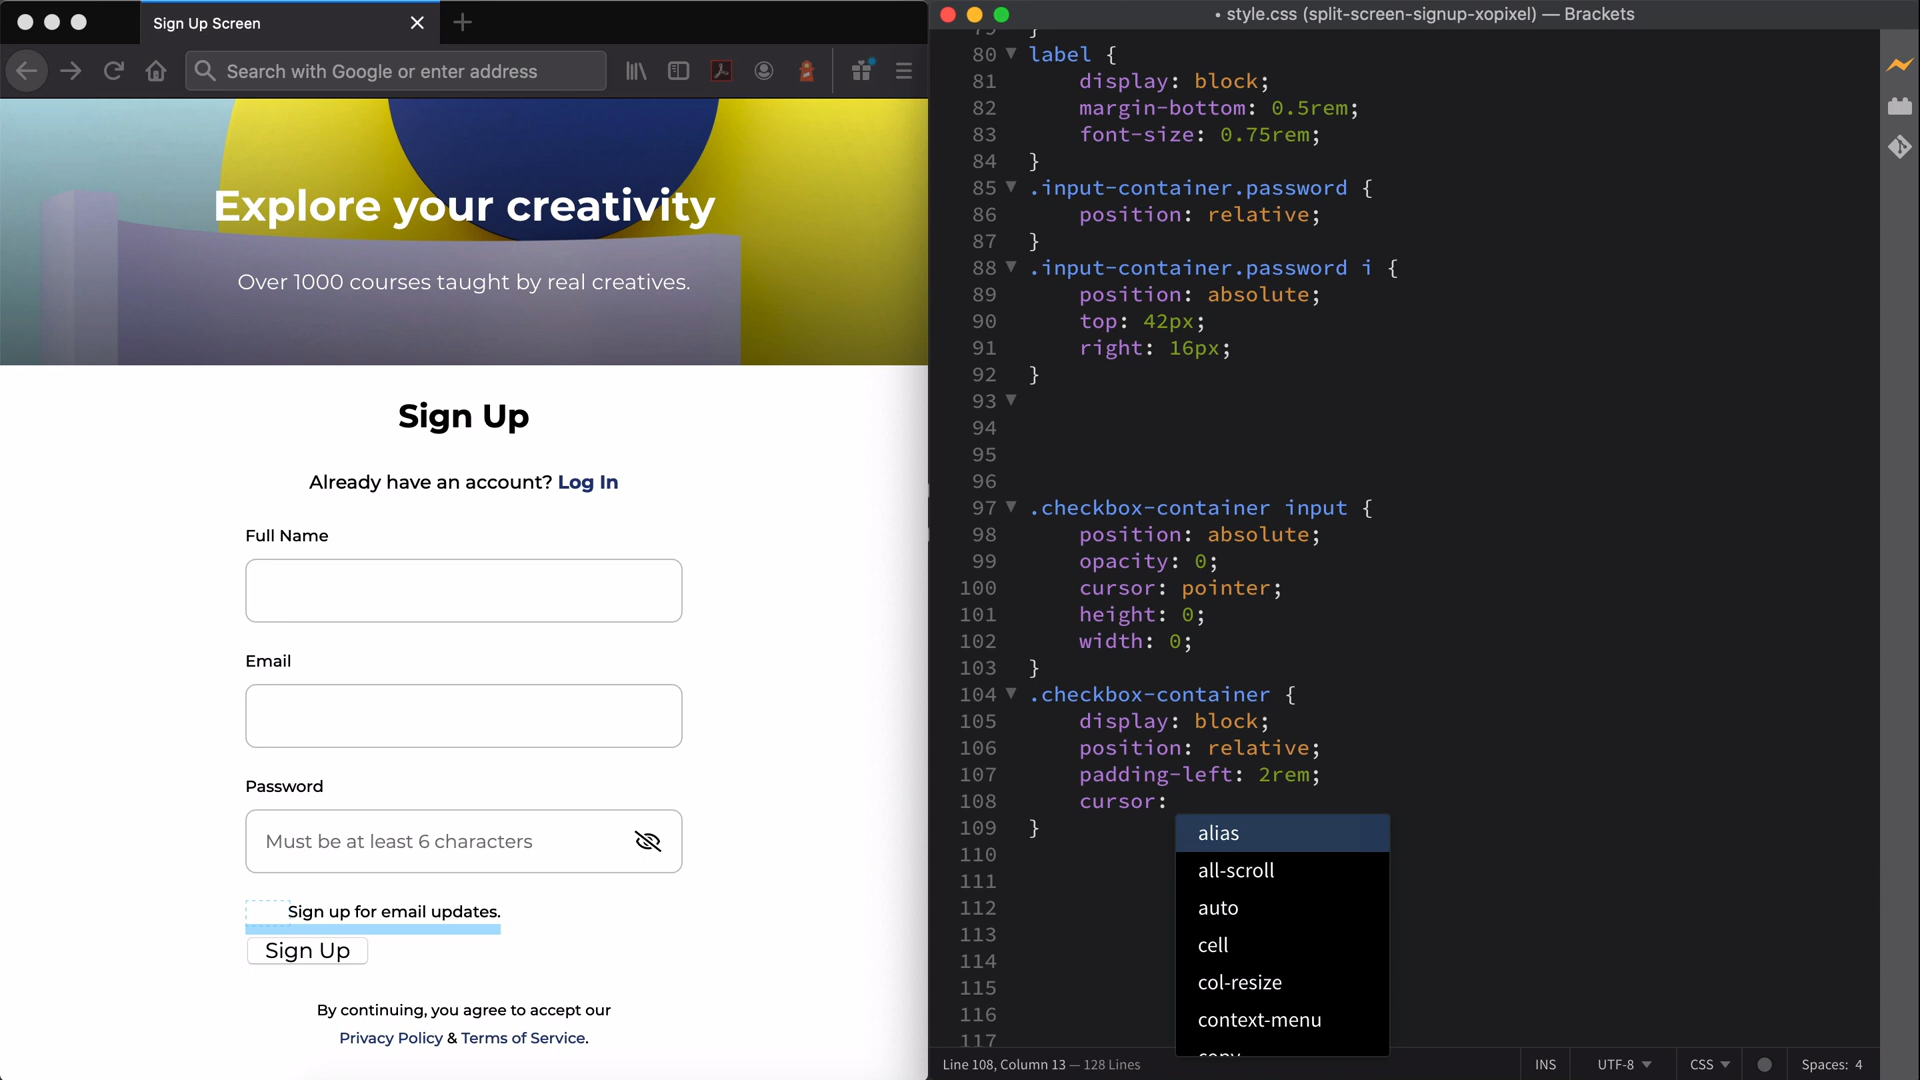 Sign Up Screen
Search with Google or enter address
Explore your creativity
Over 1000 courses taught by real creatives.
Sign Up
Already have an account? Log In
Full Name
Email
Password
Must be at least 6 characters
Sign up for email updates.
Sign Up
By continuing, you agree to accept our
Privacy Policy & Terms of Service.
• style.css (split-screen-signup-xopixel) — Brackets
79 }
80 label {
81 display: block;
82 margin-bottom: 0.5rem;
83 font-size: 0.75rem;
84 }
85 .input-container.password {
86 position: relative;
87 }
88 .input-container.password i {
89 position: absolute;
90 top: 42px;
91 right: 16px;
92 }
93
94
95
96
97 .checkbox-container input {
98 position: absolute;
99 opacity: 0;
100 cursor: pointer;
101 height: 0;
102 width: 0;
103 }
104 .checkbox-container {
105 display: block;
106 position: relative;
107 padding-left: 2rem;
108 cursor:
109 }
110
111
112
113
114
115
116
117
alias
all-scroll
auto
cell
col-resize
context-menu
copy
Line 108, Column 13 — 128 Lines
INS
UTF-8
CSS
Spaces: 4